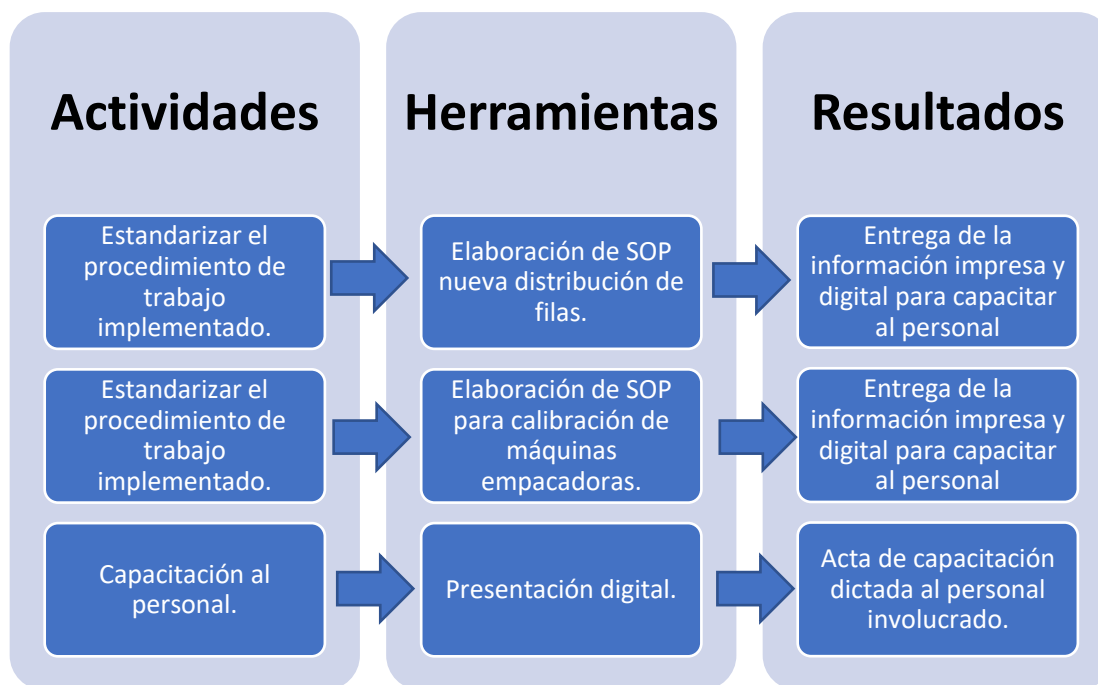 Actividades
Herramientas
Resultados
Estandarizar el
procedimiento de
trabajo
implementado.
Elaboración de SOP
nueva distribución de
filas.
Entrega de la
información impresa y
digital para capacitar
al personal
Estandarizar el
procedimiento de
trabajo
implementado.
Elaboración de SOP
para calibración de
máquinas
empacadoras.
Entrega de la
información impresa y
digital para capacitar
al personal
Capacitación al
personal.
Presentación digital.
Acta de capacitación
dictada al personal
involucrado.